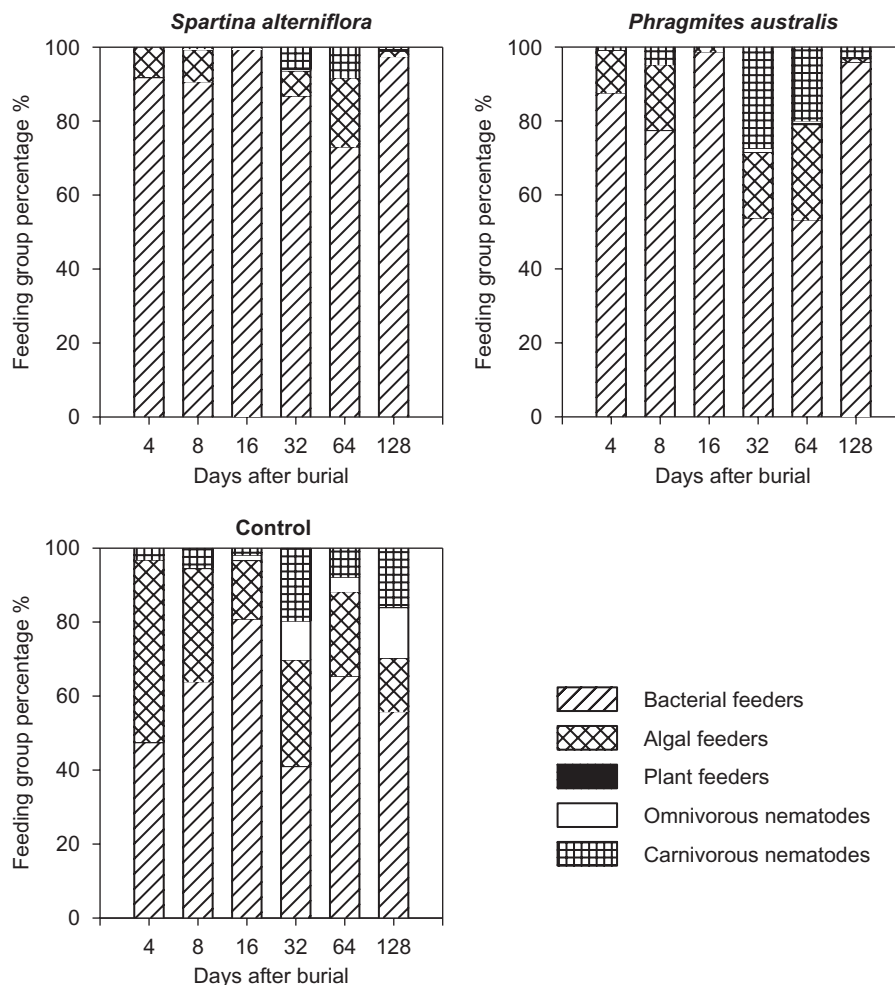 Spartina alterniflora
Feeding group percentage %
100
80
60
40
20
0
4 8 16 32 64 128
Days after burial
Phragmites australis
Feeding group percentage %
100
80
60
40
20
0
4 8 16 32 64 128
Days after burial
Control
Feeding group percentage %
100
80
60
40
20
0
4 8 16 32 64 128
Days after burial
Bacterial feeders
Algal feeders
Plant feeders
Omnivorous nematodes
Carnivorous nematodes